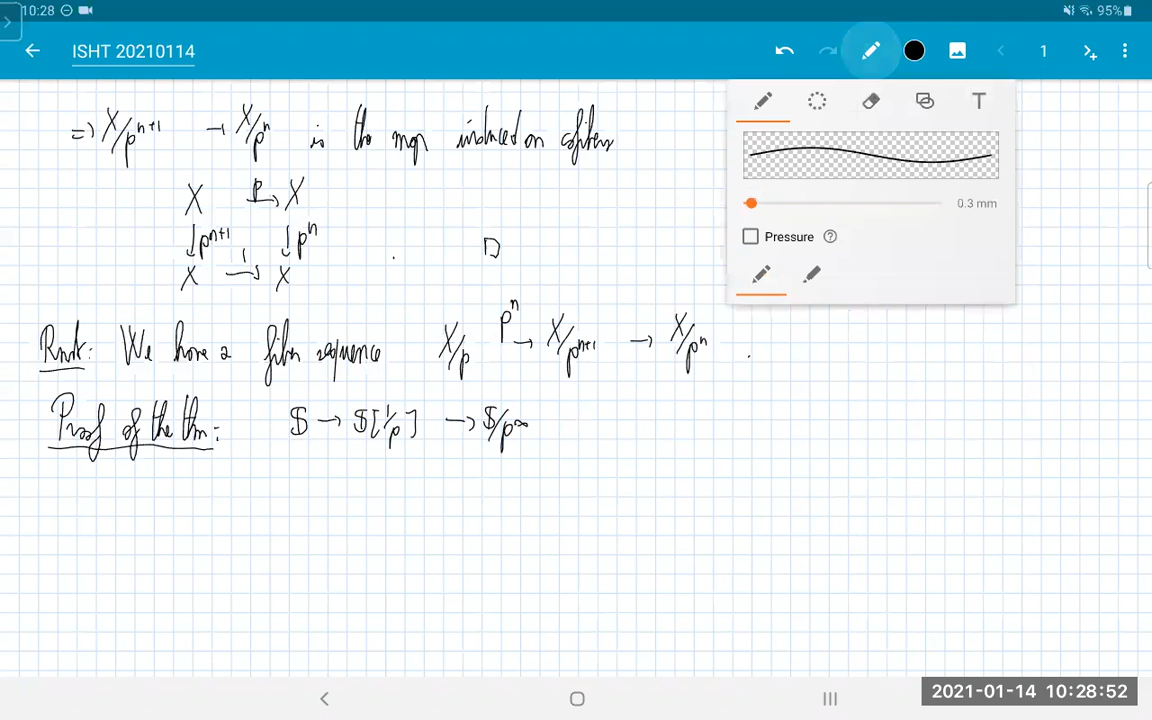 10:28 95%
ISHT 20210114 1
T
=> X/p^{n+1} → X/p^n is the map induced on cofibers
0.3 mm
X -p→ X
Pressure ?
↓p^{n+1} ↓p^n
X -1→ X . □
Rmk: We have a fiber sequence X/p -p^n→ X/p^{n+1} → X/p^n .
Proof of the thm: $ → $[1/p] → $/p^∞
2021-01-14 10:28:52